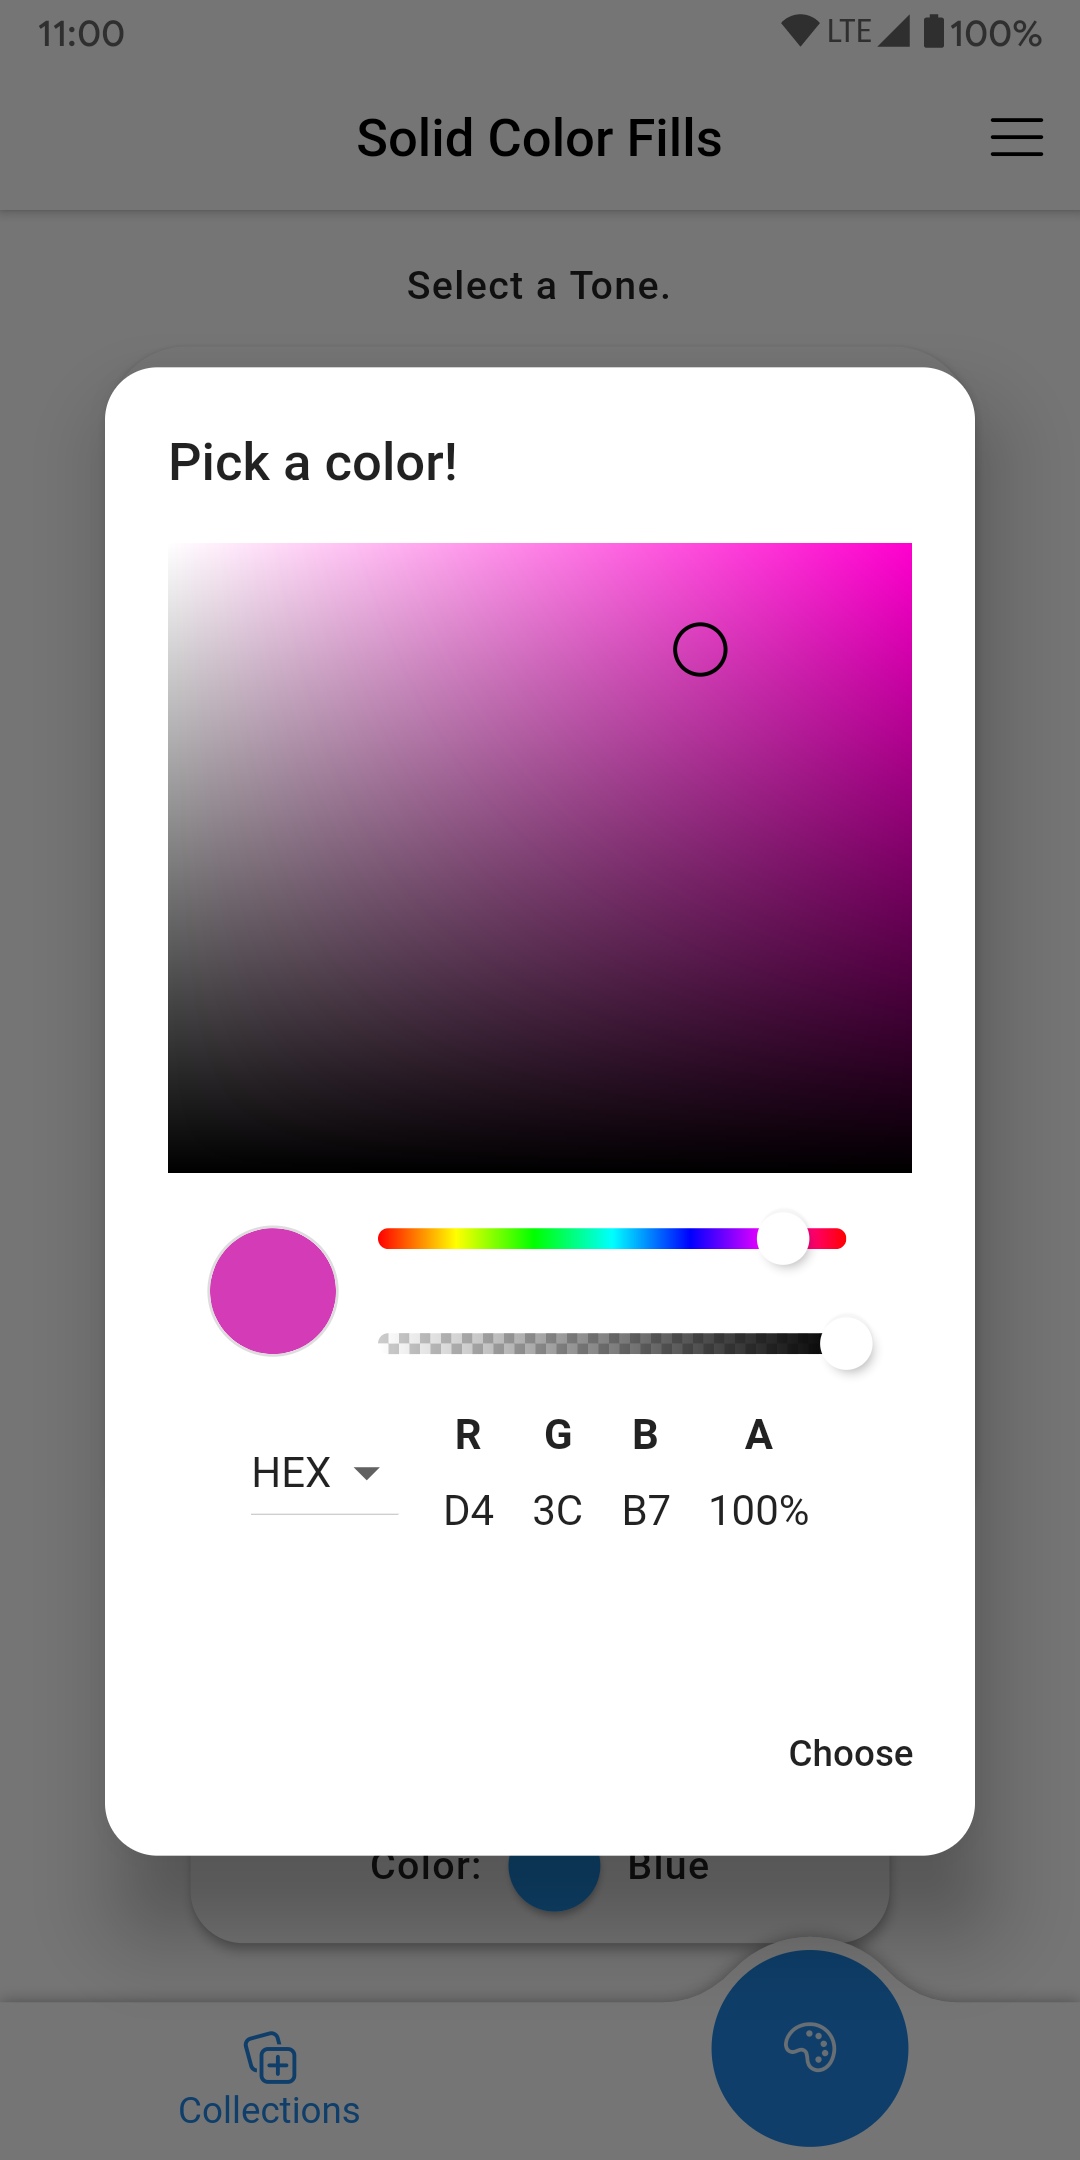 11:00 LTE 100%
Solid Color Fills
Select a Tone.
Pick a color!
HEX
R G B A
D4 3C B7 100%
Choose
Color: Blue
Collections